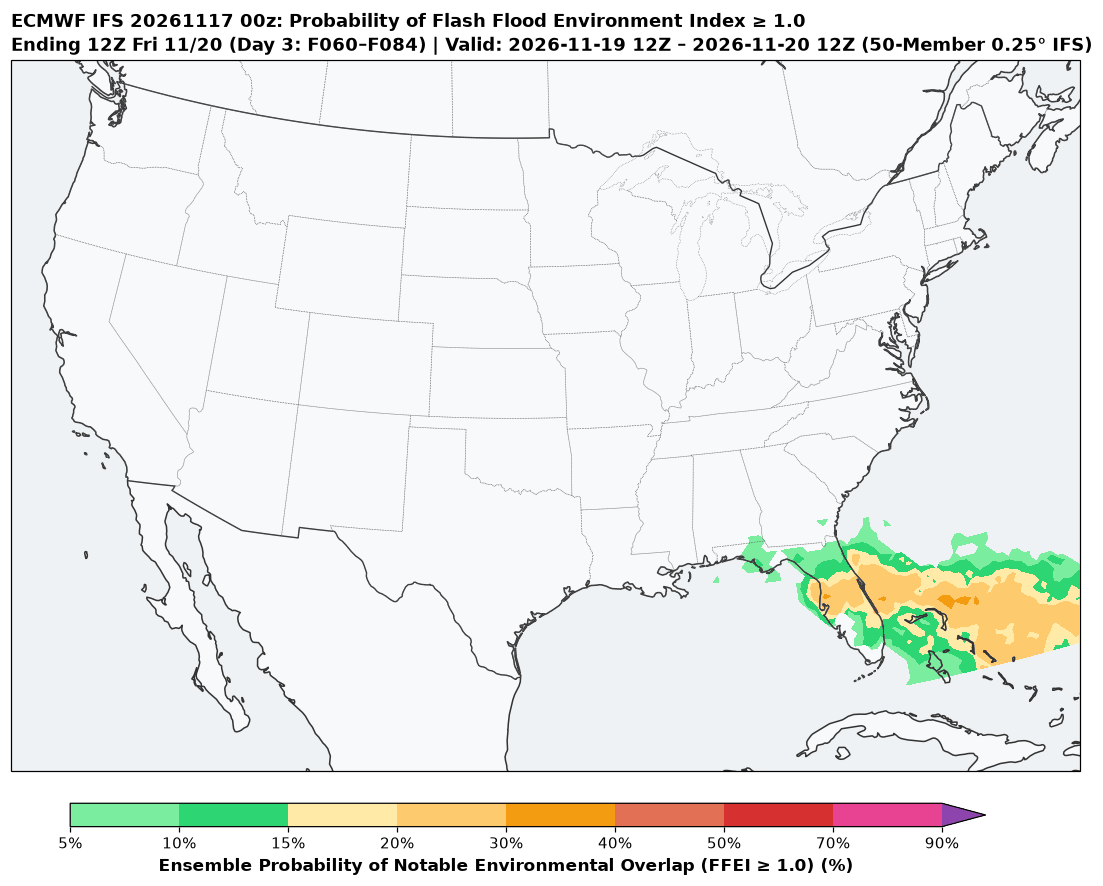 ECMWF IFS 20261117 00z: Probability of Flash Flood Environment Index ≥ 1.0
Ending 12Z Fri 11/20 (Day 3: F060–F084) | Valid: 2026-11-19 12Z – 2026-11-20 12Z (50-Member 0.25° IFS)
5% 10% 15% 20% 30% 40% 50% 70% 90%
Ensemble Probability of Notable Environmental Overlap (FFEI ≥ 1.0) (%)